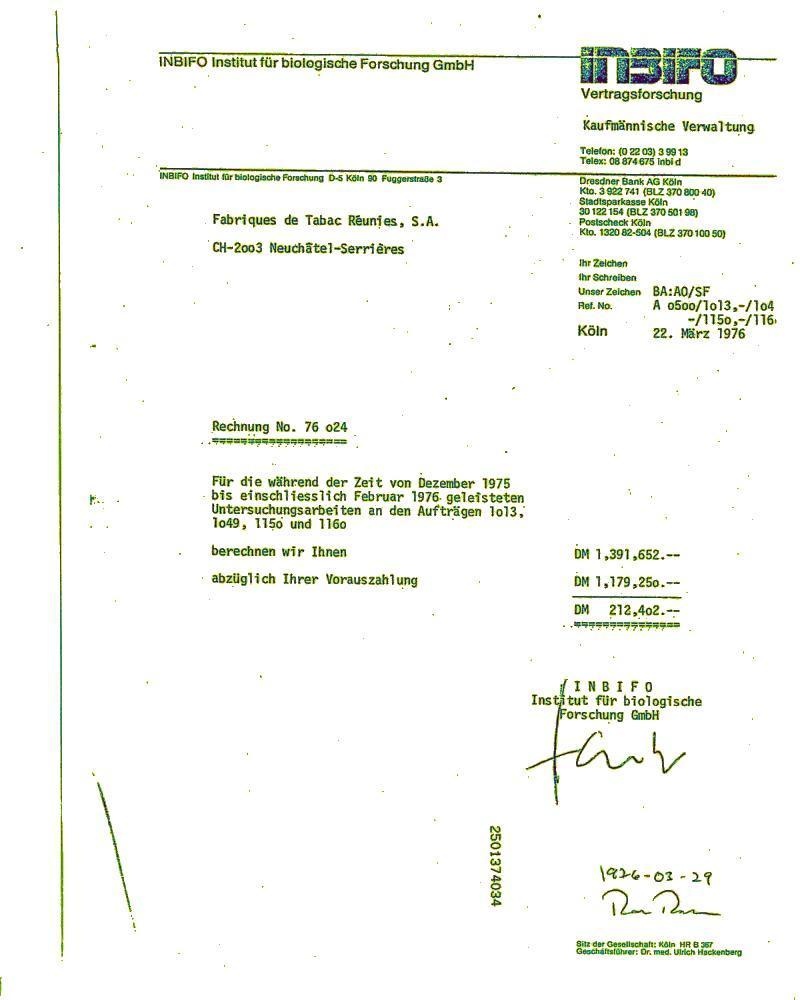 INBIFO Institut für biologische Forschung GmbH
INBIFO
Vertragsforschung
Kaufmännische Verwaltung
Telefon: (0 22 03) 3 99 13
Telex: 08 874 675 inbi d
INBIFO Institut für biologische Forschung D-5 Köln 90 Fuggerstraße 3
Dresdner Bank AG Köln
Kto. 3 922 741 (BLZ 370 800 40)
Stadtsparkasse Köln
30 122 154 (BLZ 370 501 98)
Postscheck Köln
Kto. 1320 82-504 (BLZ 370 100 50)
Fabriques de Tabac Réunies, S.A.
CH-2oo3 Neuchâtel-Serrières
Ihr Zeichen
Ihr Schreiben
Unser Zeichen BA:AO/SF
Ref. No. A o5oo/1o13,-/1o4
-/115o,-/116
Köln 22. März 1976
Rechnung No. 76 o24
Für die während der Zeit von Dezember 1975
bis einschliesslich Februar 1976 geleisteten
Untersuchungsarbeiten an den Aufträgen 1o13,
1o49, 115o und 116o
berechnen wir Ihnen DM 1,391,652.--
abzüglich Ihrer Vorauszahlung DM 1,179,25o.--
DM 212,4o2.--
I N B I F O
Institut für biologische
Forschung GmbH
2501374034
1976-03-29
Sitz der Gesellschaft: Köln HR B 367
Geschäftsführer: Dr. med. Ulrich Hackenberg